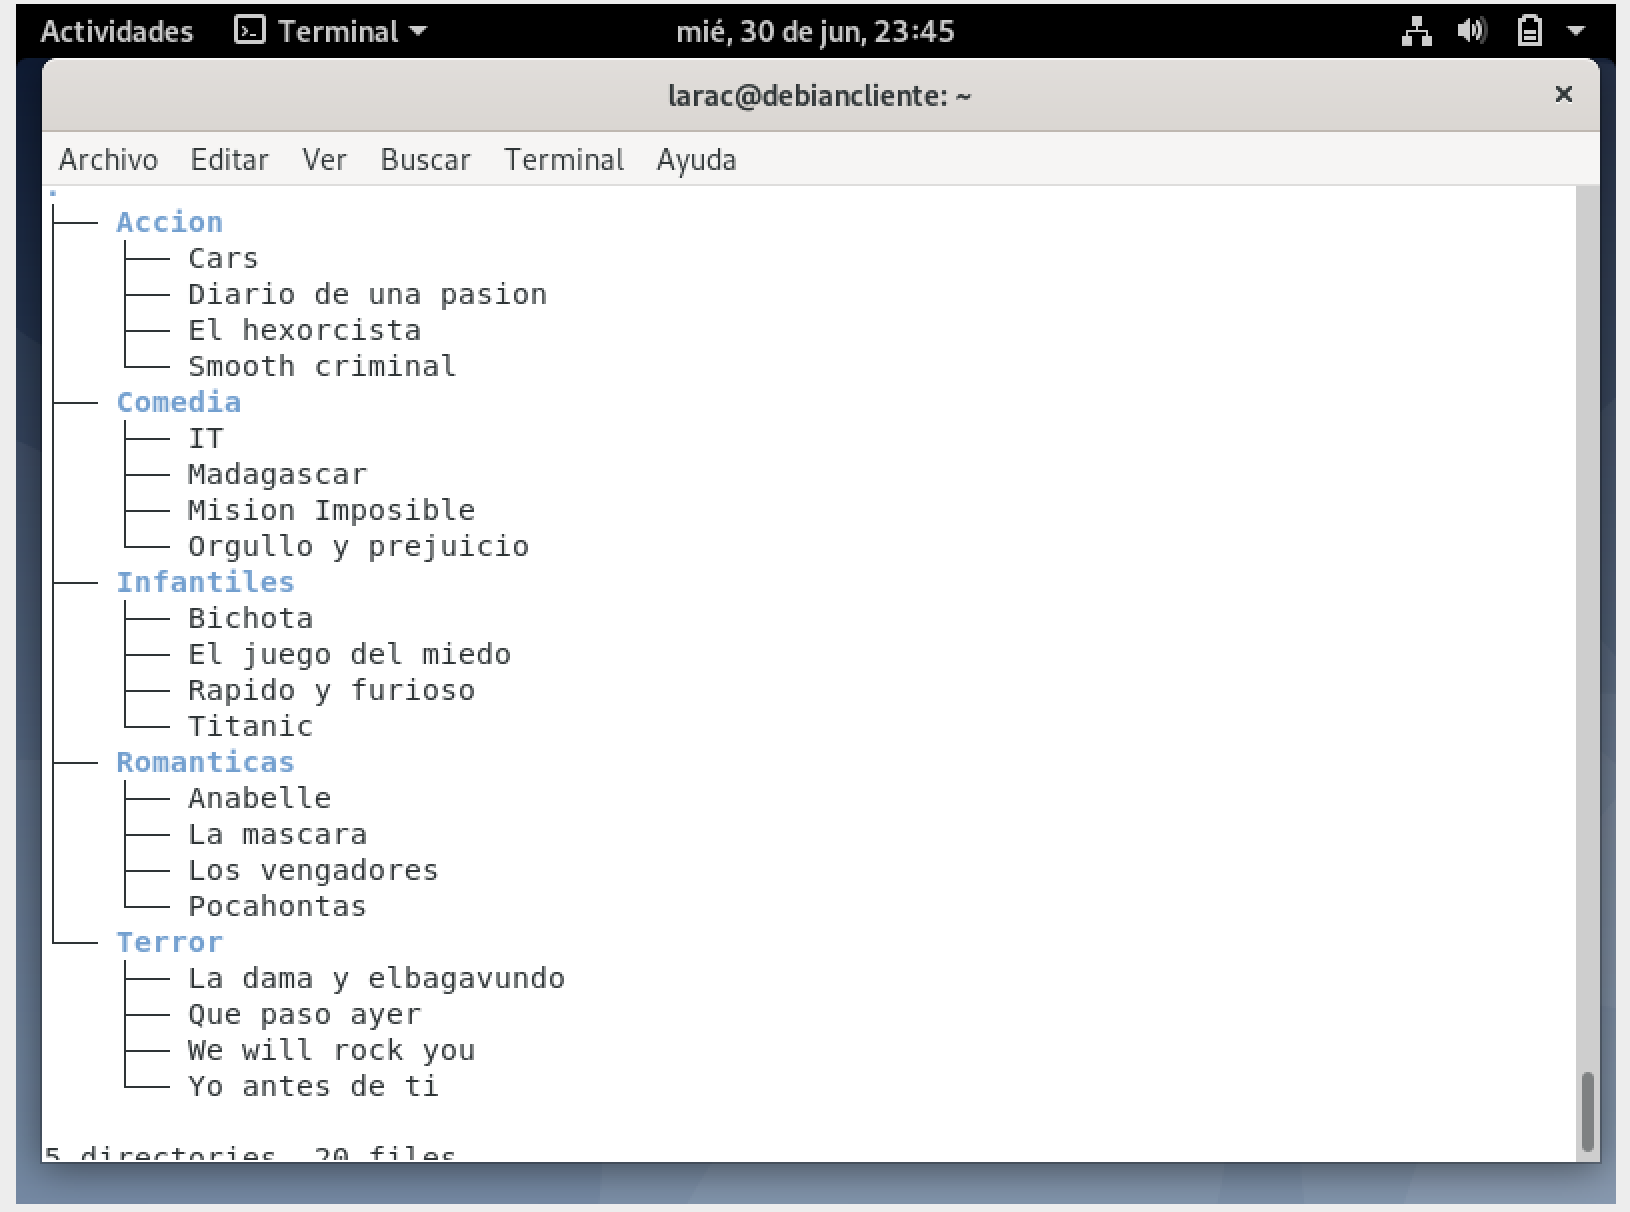 Actividades Terminal mié, 30 de jun, 23:45
larac@debiancliente: ~ ×
Archivo Editar Ver Buscar Terminal Ayuda
.
├── Accion
│   ├── Cars
│   ├── Diario de una pasion
│   ├── El hexorcista
│   └── Smooth criminal
├── Comedia
│   ├── IT
│   ├── Madagascar
│   ├── Mision Imposible
│   └── Orgullo y prejuicio
├── Infantiles
│   ├── Bichota
│   ├── El juego del miedo
│   ├── Rapido y furioso
│   └── Titanic
├── Romanticas
│   ├── Anabelle
│   ├── La mascara
│   ├── Los vengadores
│   └── Pocahontas
└── Terror
    ├── La dama y elbagavundo
    ├── Que paso ayer
    ├── We will rock you
    └── Yo antes de ti
5 directories, 20 files